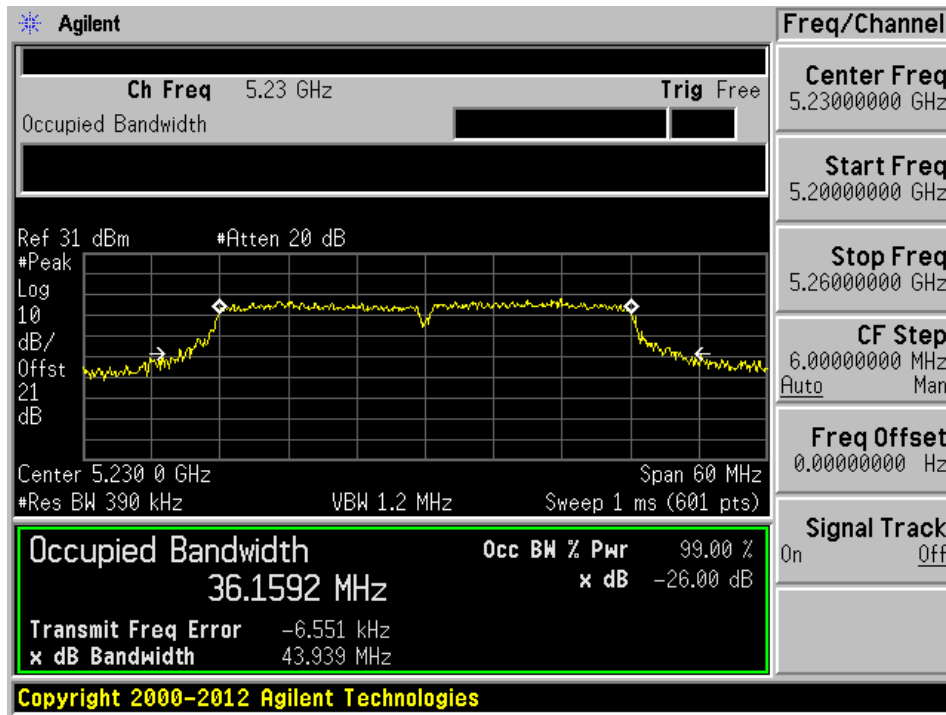 Agilent
Freq/Channel
Ch Freq 5.23 GHz Trig Free
Occupied Bandwidth
Center Freq
5.23000000 GHz
Start Freq
5.20000000 GHz
Stop Freq
5.26000000 GHz
CF Step
6.00000000 MHz
Auto Man
Freq Offset
0.00000000 Hz
Signal Track
On Off
Ref 31 dBm #Atten 20 dB
#Peak
Log
10
dB/
Offst
21
dB
Center 5.230 0 GHz Span 60 MHz
#Res BW 390 kHz VBW 1.2 MHz Sweep 1 ms (601 pts)
Occupied Bandwidth Occ BW % Pwr 99.00 %
36.1592 MHz x dB -26.00 dB
Transmit Freq Error -6.551 kHz
x dB Bandwidth 43.939 MHz
Copyright 2000-2012 Agilent Technologies